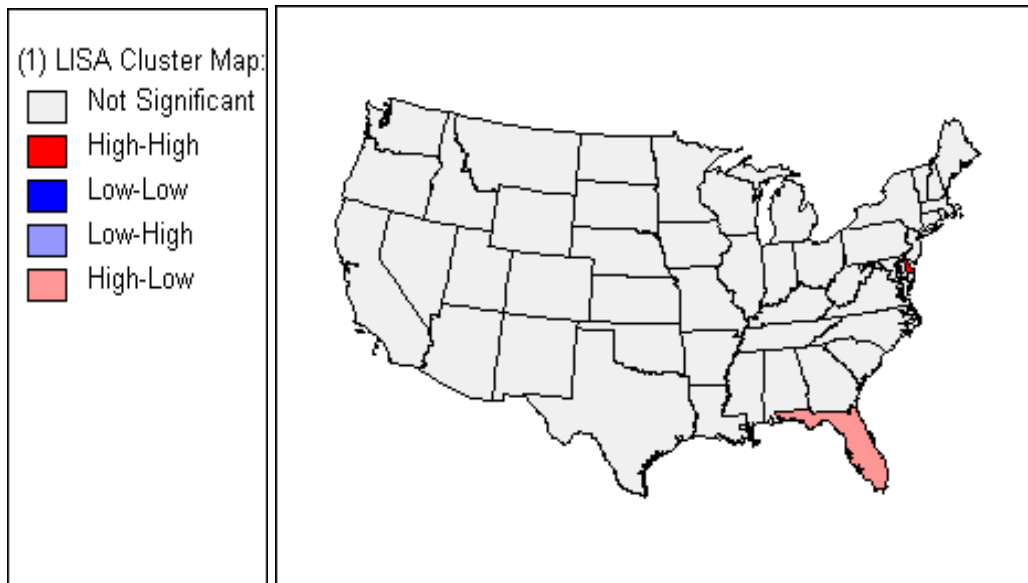 (1) LISA Cluster Map:
Not Significant
High-High
Low-Low
Low-High
High-Low